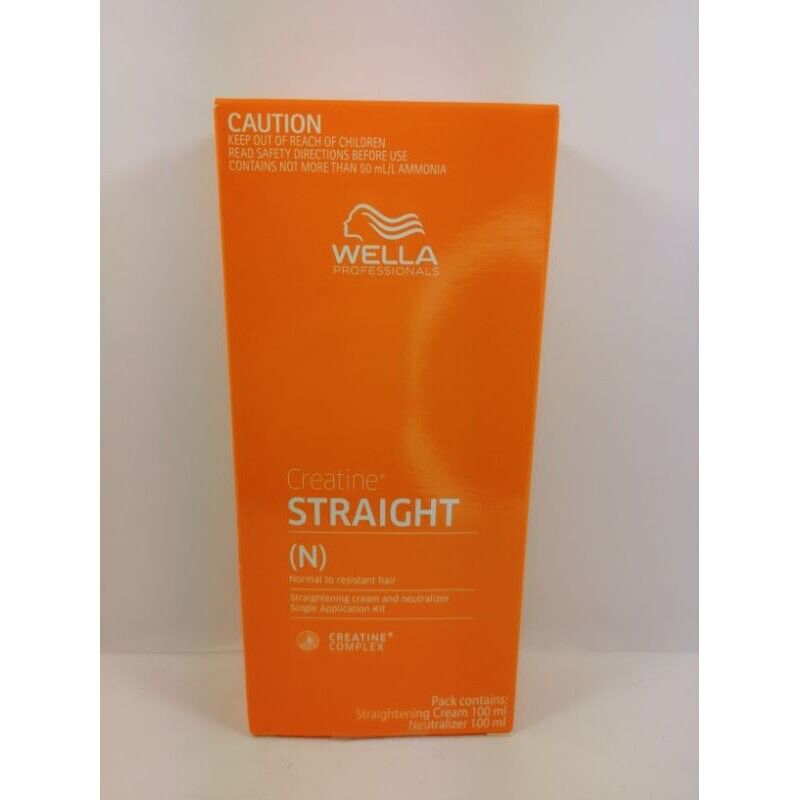 CAUTION
KEEP OUT OF REACH OF CHILDREN
READ SAFETY DIRECTIONS BEFORE USE
CONTAINS NOT MORE THAN 50 mL/L AMMONIA
WELLA
PROFESSIONALS
Creatine+
STRAIGHT
(N)
Normal to resistant hair
Straightening cream and neutralizer
Single Application Kit
CREATINE+
COMPLEX
Pack contains:
Straightening Cream 100 ml
Neutralizer 100 ml